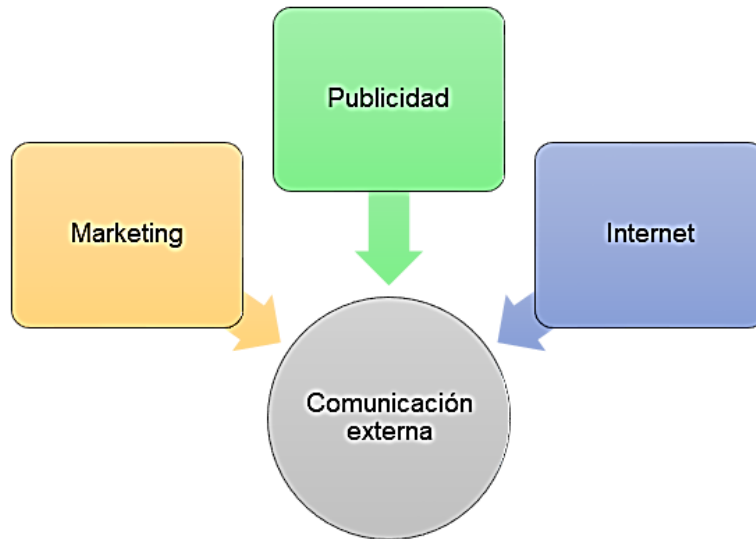 Publicidad
Marketing
Internet
Comunicación
externa